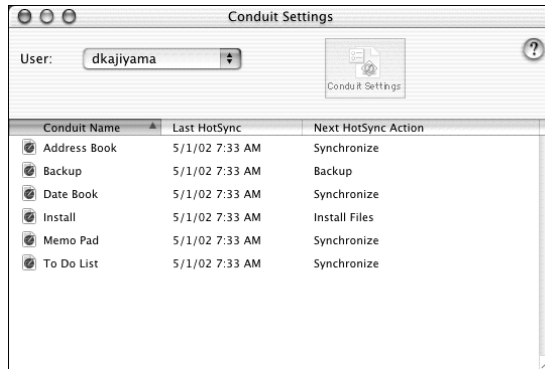 Conduit Settings
User: dkajiyama
?
Conduit Settings
Conduit Name Last HotSync Next HotSync Action
Address Book 5/1/02 7:33 AM Synchronize
Backup 5/1/02 7:33 AM Backup
Date Book 5/1/02 7:33 AM Synchronize
Install 5/1/02 7:33 AM Install Files
Memo Pad 5/1/02 7:33 AM Synchronize
To Do List 5/1/02 7:33 AM Synchronize